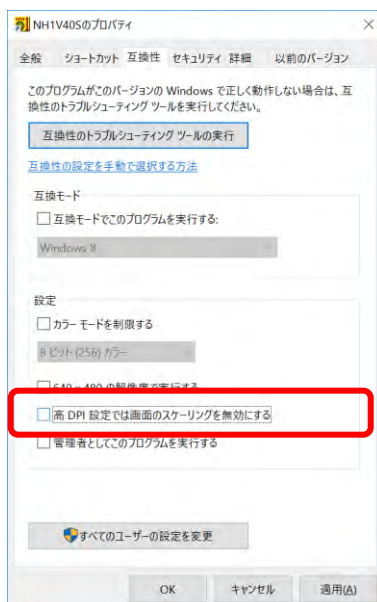 NH1V40Sのプロパティ
全般 ショートカット 互換性 セキュリティ 詳細 以前のバージョン
このプログラムがこのバージョンの Windows で正しく動作しない場合は、互
換性のトラブルシューティング ツールを実行してください。
互換性のトラブルシューティング ツールの実行
互換性の設定を手動で選択する方法
互換モード
互換モードでこのプログラムを実行する:
Windows 8
設定
カラー モードを制限する
8 ビット (256) カラー
640 x 480 の解像度で実行する
高 DPI 設定では画面のスケーリングを無効にする
管理者としてこのプログラムを実行する
すべてのユーザーの設定を変更
OK キャンセル 適用(A)